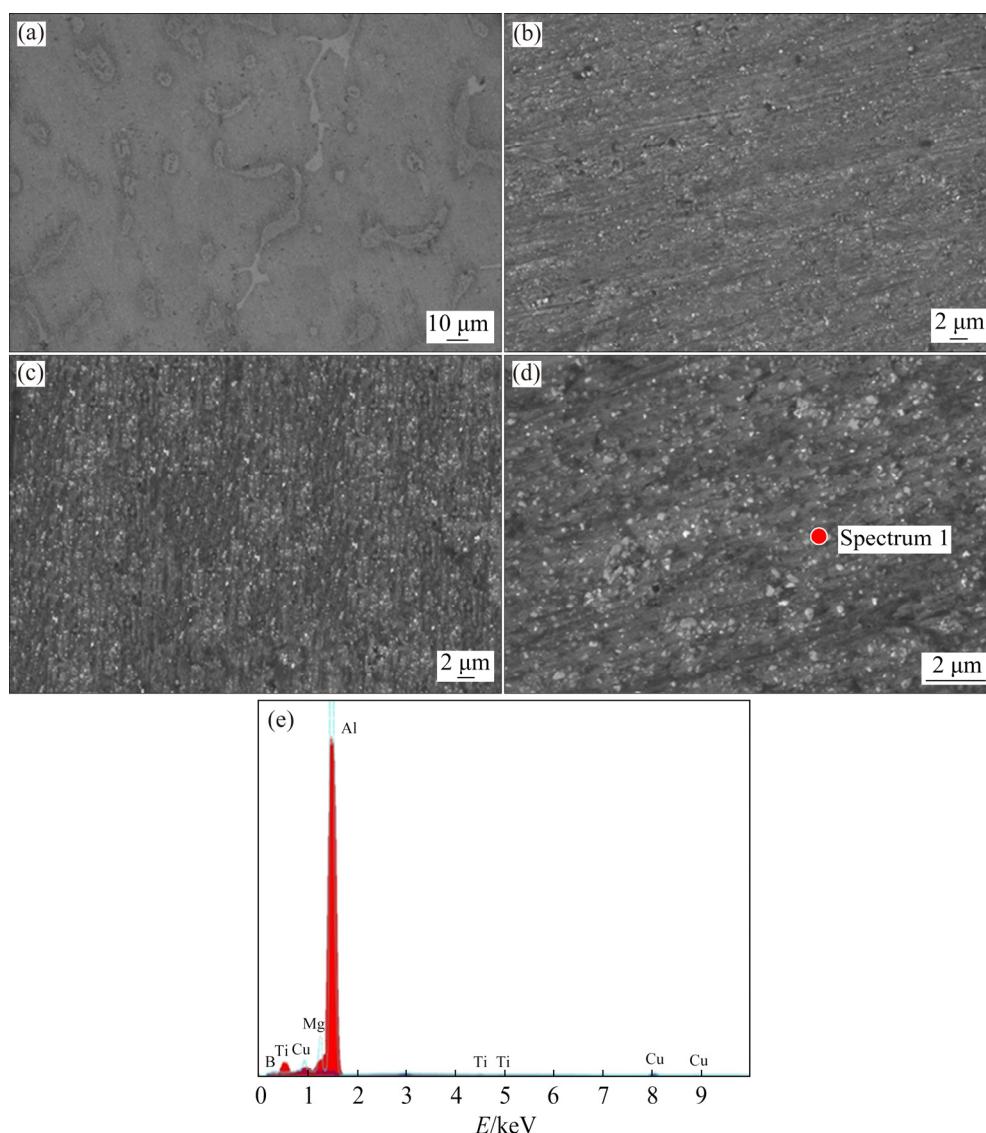 (a)
10 μm
(b)
2 μm
(c)
2 μm
(d)
Spectrum 1
2 μm
(e)
Al
Mg
B Ti Cu Ti Ti Cu Cu
0 1 2 3 4 5 6 7 8 9
E/keV